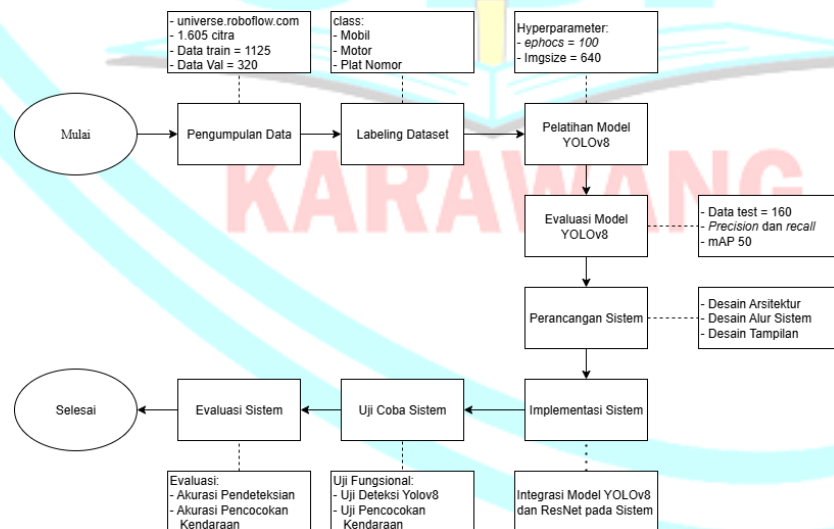 - universe.roboflow.com
- 1.605 citra
- Data train = 1125
- Data Val = 320
class:
- Mobil
- Motor
- Plat Nomor
Hyperparameter:
- ephocs = 100
- Imgsize = 640
Mulai
Pengumpulan Data
Labeling Dataset
Pelatihan Model
YOLOv8
KARAWANG
Evaluasi Model
YOLOv8
- Data test = 160
- Precision dan recall
- mAP 50
Perancangan Sistem
- Desain Arsitektur
- Desain Alur Sistem
- Desain Tampilan
Implementasi Sistem
Uji Coba Sistem
Evaluasi Sistem
Selesai
Evaluasi:
- Akurasi Pendeteksian
- Akurasi Pencocokan
Kendaraan
Uji Fungsional:
- Uji Deteksi Yolov8
- Uji Pencocokan
Kendaraan
Integrasi Model YOLOv8
dan ResNet pada Sistem